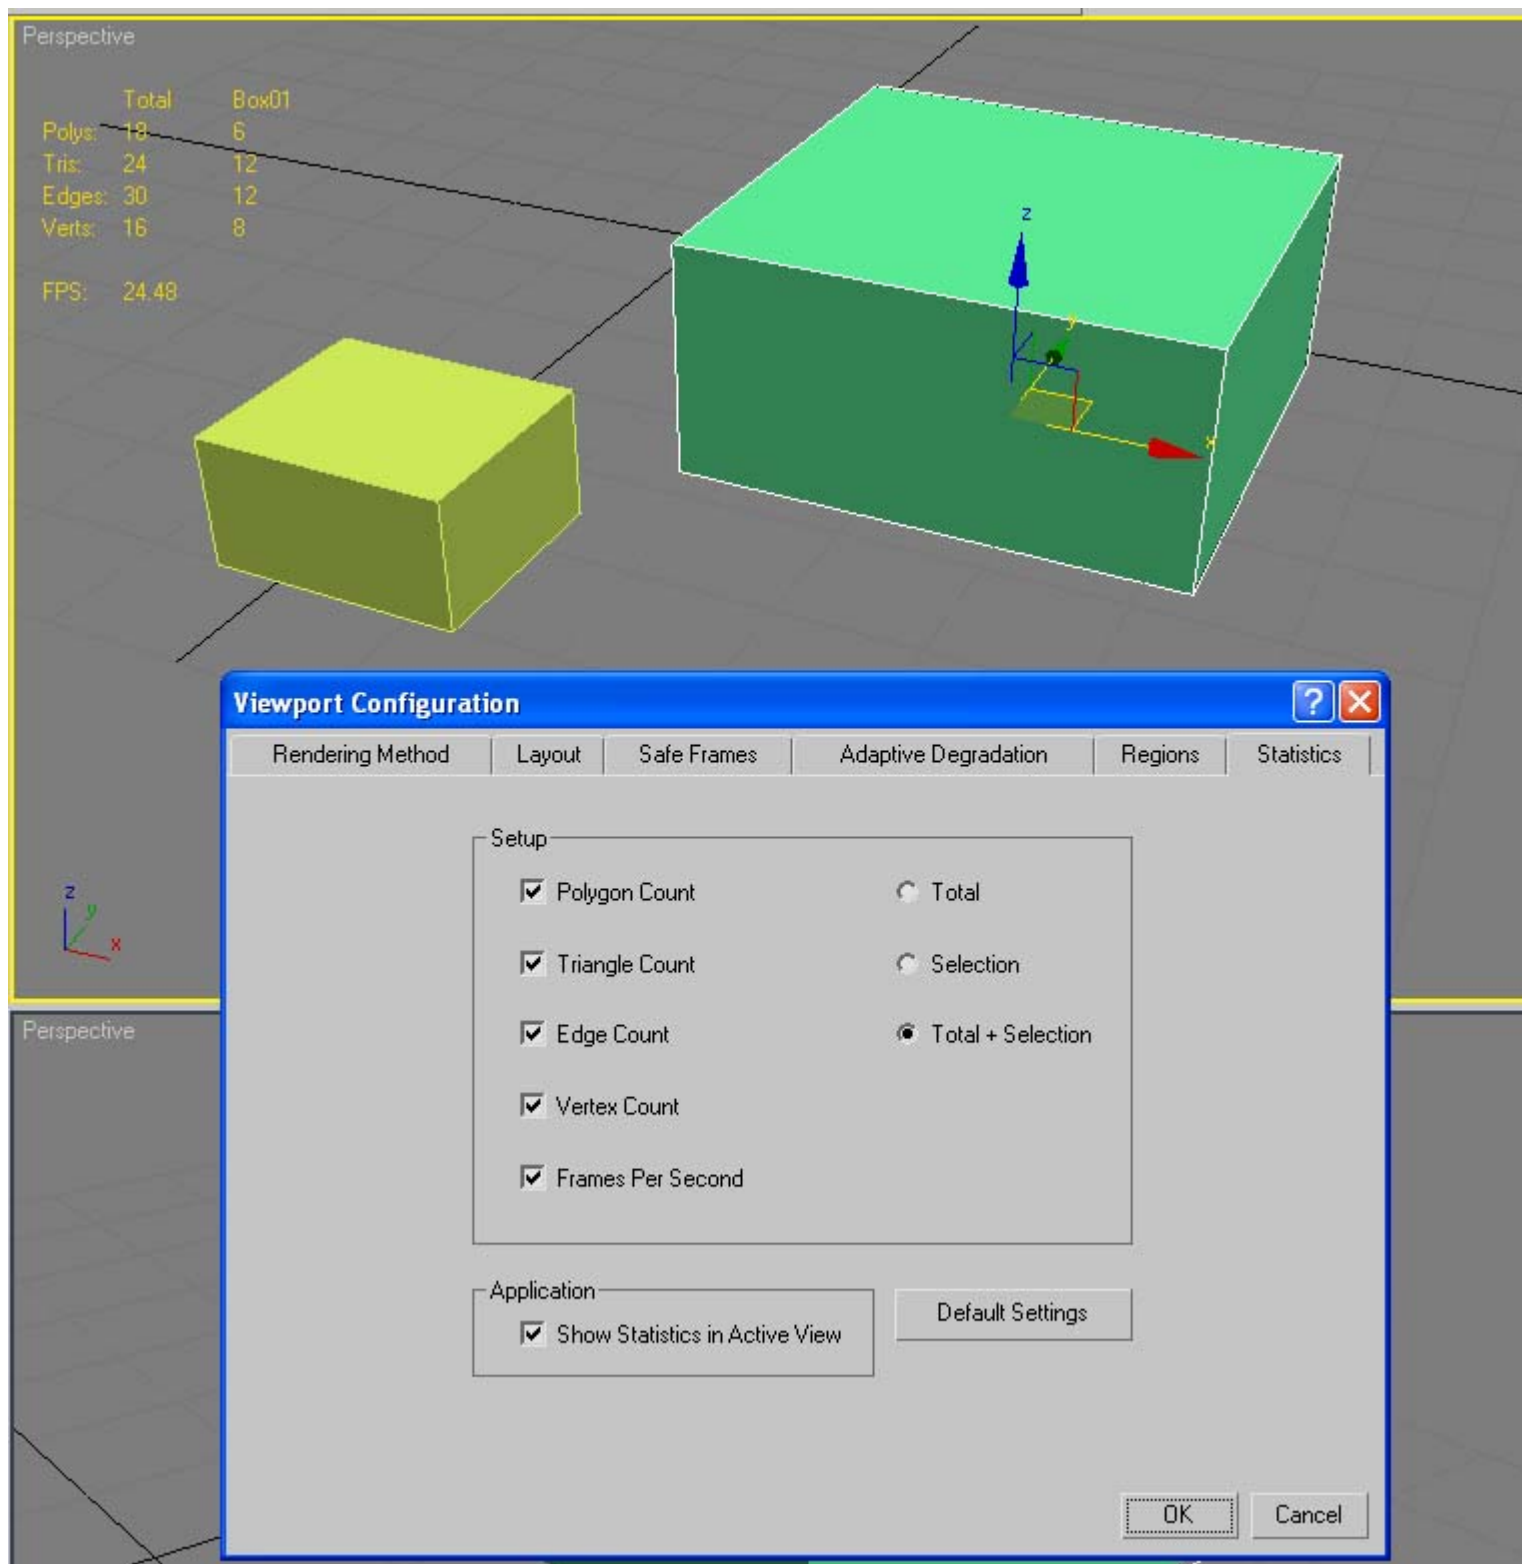 Perspective
Total Box01
Polys: 18 6
Tris: 24 12
Edges: 30 12
Verts: 16 8
FPS: 24.48
z
y
x
z
y
x
Viewport Configuration
Rendering Method Layout Safe Frames Adaptive Degradation Regions Statistics
Setup
Polygon Count Total
Triangle Count Selection
Edge Count Total + Selection
Vertex Count
Frames Per Second
Application
Show Statistics in Active View
Default Settings
OK Cancel
Perspective